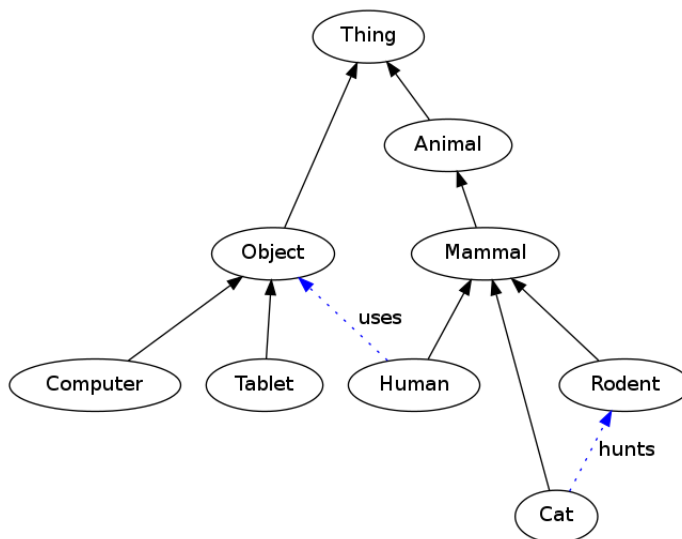 Thing
Animal
Object
Mammal
uses
Computer
Tablet
Human
Rodent
hunts
Cat